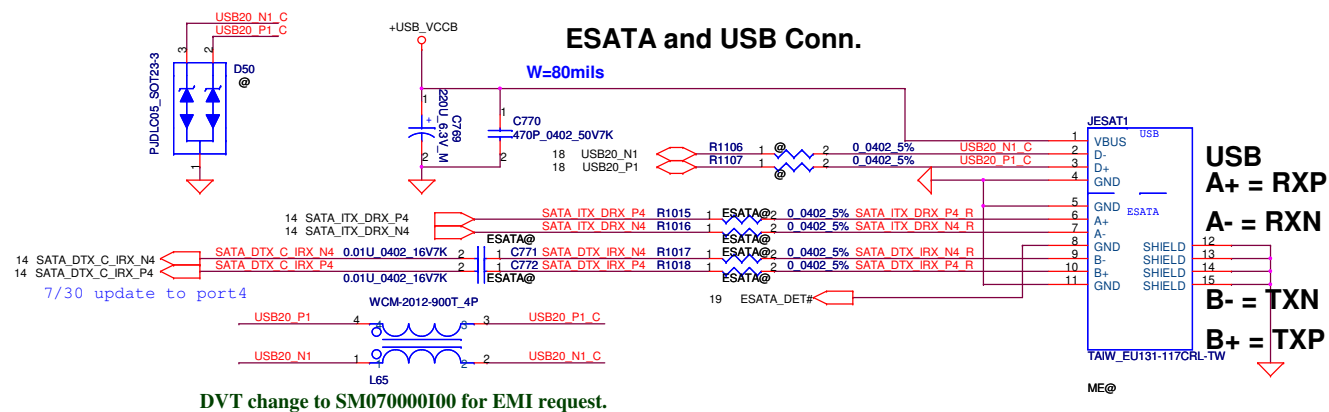 ESATA and USB Conn.
USB20_N1_C
USB20_P1_C
3
2
D50
@
PJDLC05_SOT23-3
1
+USB_VCCB
W=80mils
1
+
220U_6.3V_M
C769
2
1
C770
470P_0402_50V7K
2
18 USB20_N1
R1106 1 @ 2 0_0402_5% USB20_N1_C
18 USB20_P1
R1107 1 @ 2 0_0402_5% USB20_P1_C
14 SATA_ITX_DRX_P4
SATA_ITX_DRX_P4 R1015 1 ESATA@ 2 0_0402_5% SATA_ITX_DRX_P4_R
14 SATA_ITX_DRX_N4
SATA_ITX_DRX_N4 R1016 1 ESATA@ 2 0_0402_5% SATA_ITX_DRX_N4_R
14 SATA_DTX_C_IRX_N4
SATA_DTX_C_IRX_N4 0.01U_0402_16V7K 2 ESATA@ 1 C771 SATA_DTX_IRX_N4 R1017 1 ESATA@ 2 0_0402_5% SATA_DTX_IRX_N4_R
14 SATA_DTX_C_IRX_P4
SATA_DTX_C_IRX_P4 0.01U_0402_16V7K 2 ESATA@ 1 C772 SATA_DTX_IRX_P4 R1018 1 ESATA@ 2 0_0402_5% SATA_DTX_IRX_P4_R
7/30 update to port4
19 ESATA_DET#
JESAT1
USB
1 VBUS
2 D-
3 D+
4 GND
ESATA
5 GND
6 A+
7 A-
8 GND
9 B-
10 B+
11 GND
SHIELD 12
SHIELD 13
SHIELD 14
SHIELD 15
TAIW_EU131-117CRL-TW
ME@
USB
A+ = RXP
A- = RXN
B- = TXN
B+ = TXP
WCM-2012-900T_4P
USB20_P1 4 4 3 3 USB20_P1_C
USB20_N1 1 1 2 2 USB20_N1_C
L65
DVT change to SM070000I00 for EMI request.